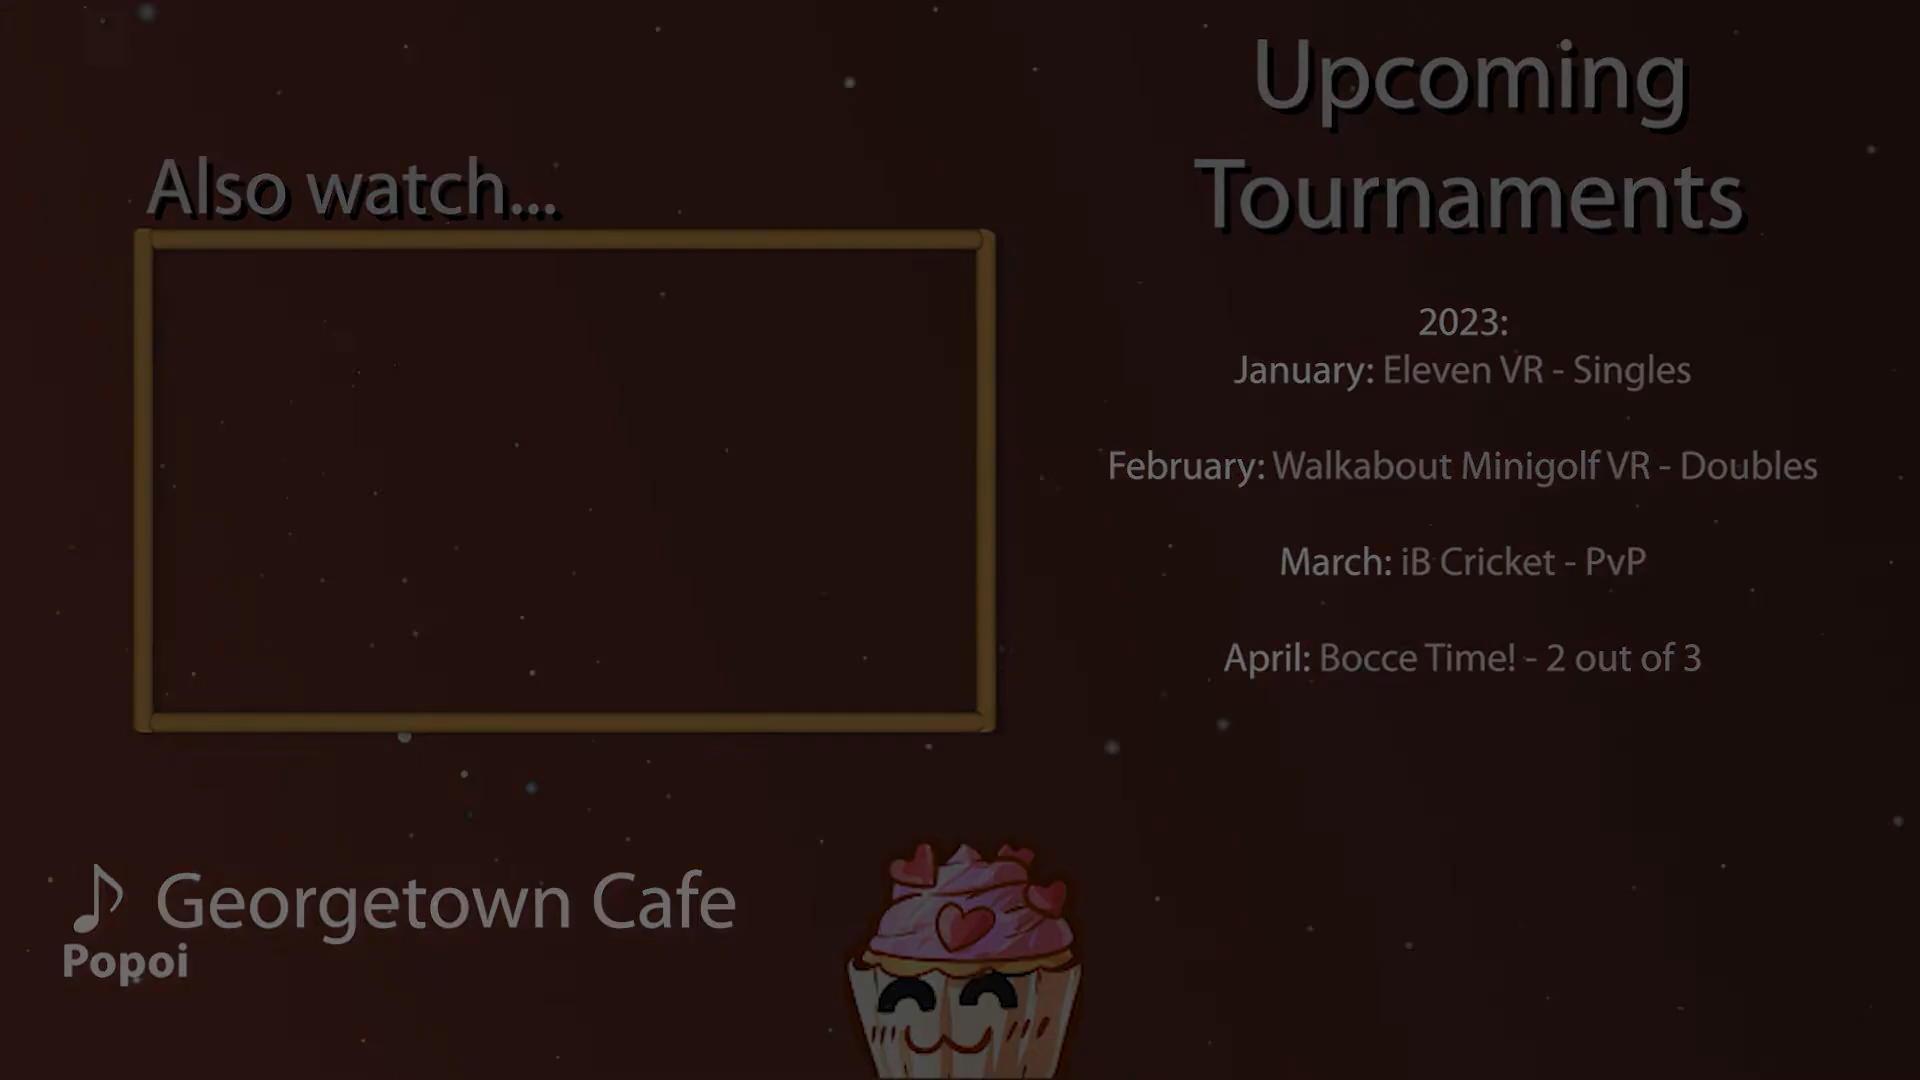 Also watch...
Upcoming
Tournaments
2023:
January: Eleven VR - Singles
February: Walkabout Minigolf VR - Doubles
March: iB Cricket - PvP
April: Bocce Time! - 2 out of 3
♪ Georgetown Cafe
Popoi